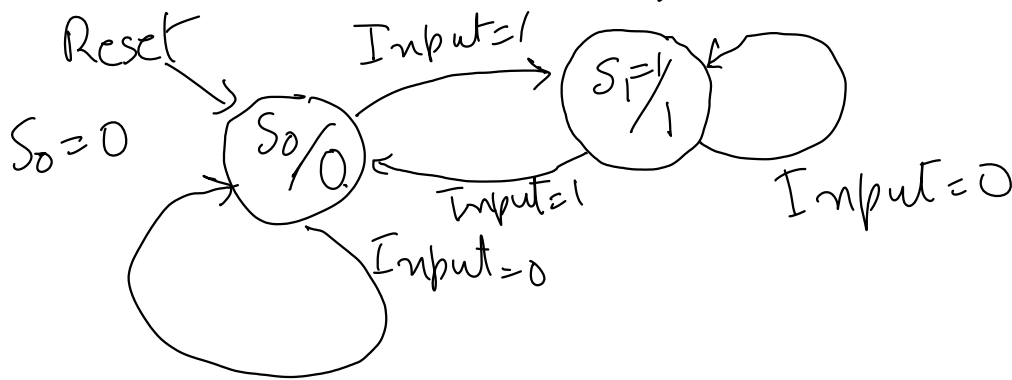 Reset
Input=1
S1=1/1
S0=0
S0/0
Input=1
Input=0
Input=0